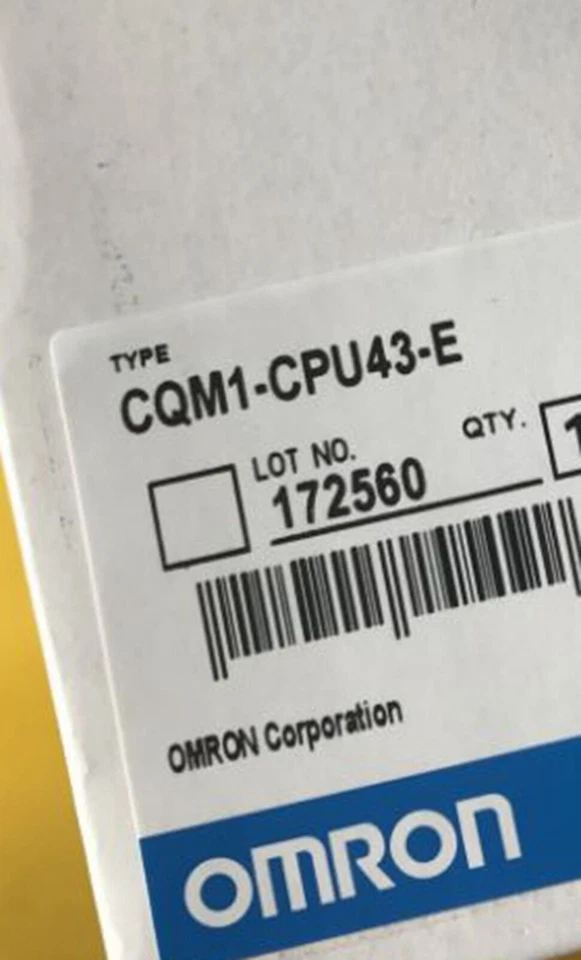 TYPE
CQM1-CPU43-E
LOT NO.
172560
QTY.
1
OMRON Corporation
OMRON